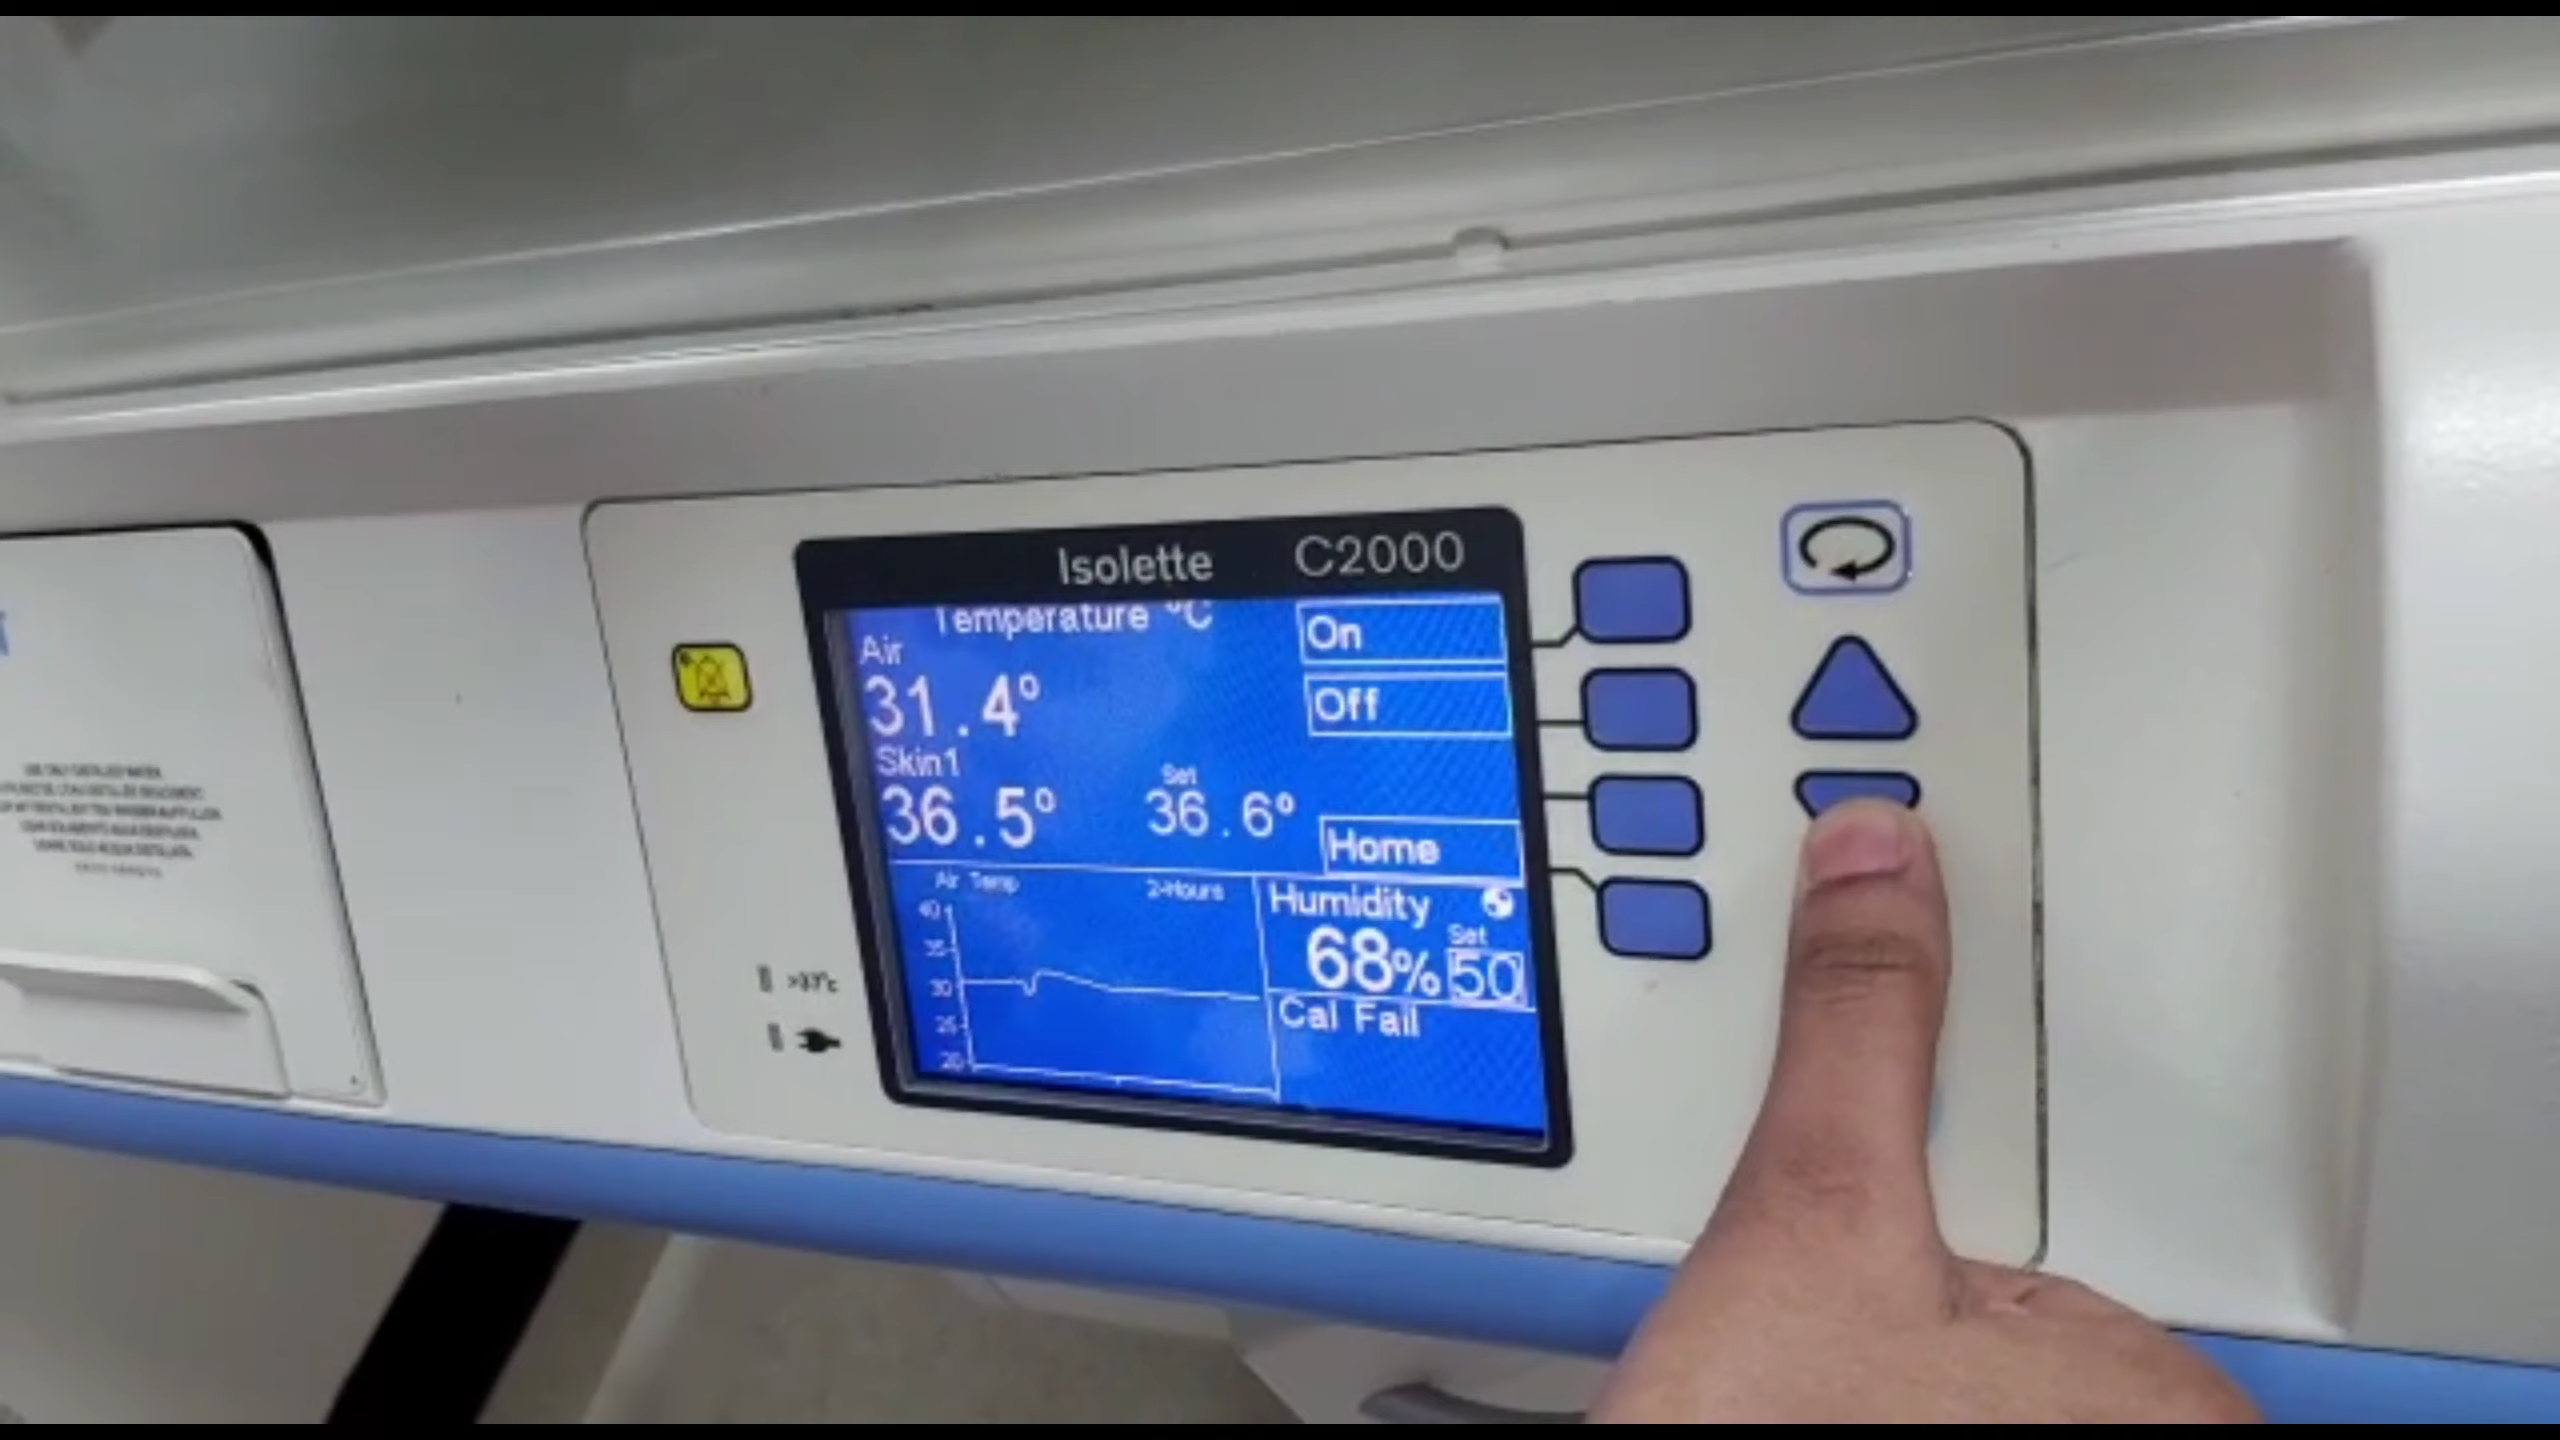 Isolette C2000
Temperature °C
On
Air
31.4°
Off
Skin1
36.5°
Set
36.6°
Home
Air Temp 2-Hours
40
35
30
25
20
Humidity
68%
Set
50
Cal Fail
>37°C